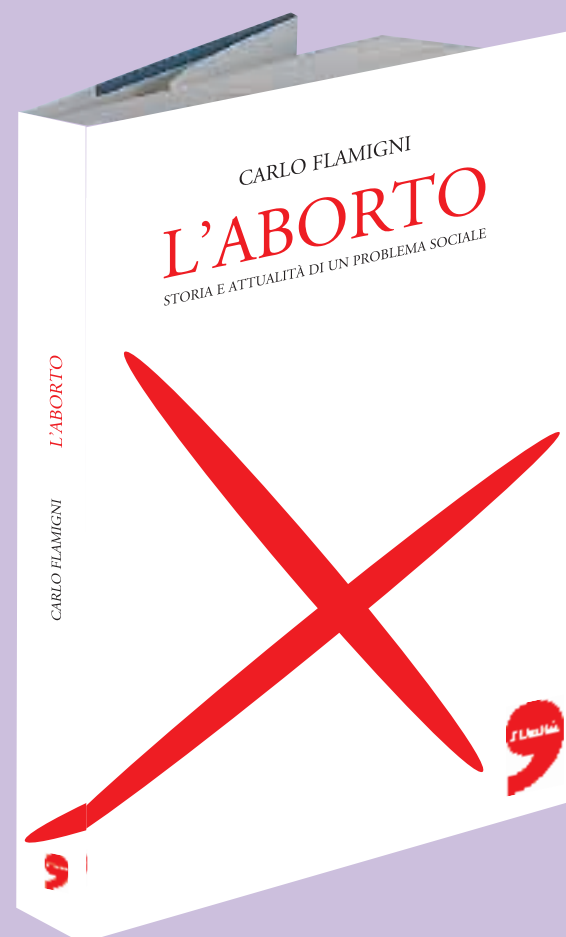 CARLO FLAMIGNI
L’ABORTO
STORIA E ATTUALITÀ DI UN PROBLEMA SOCIALE
CARLO FLAMIGNI L’ABORTO